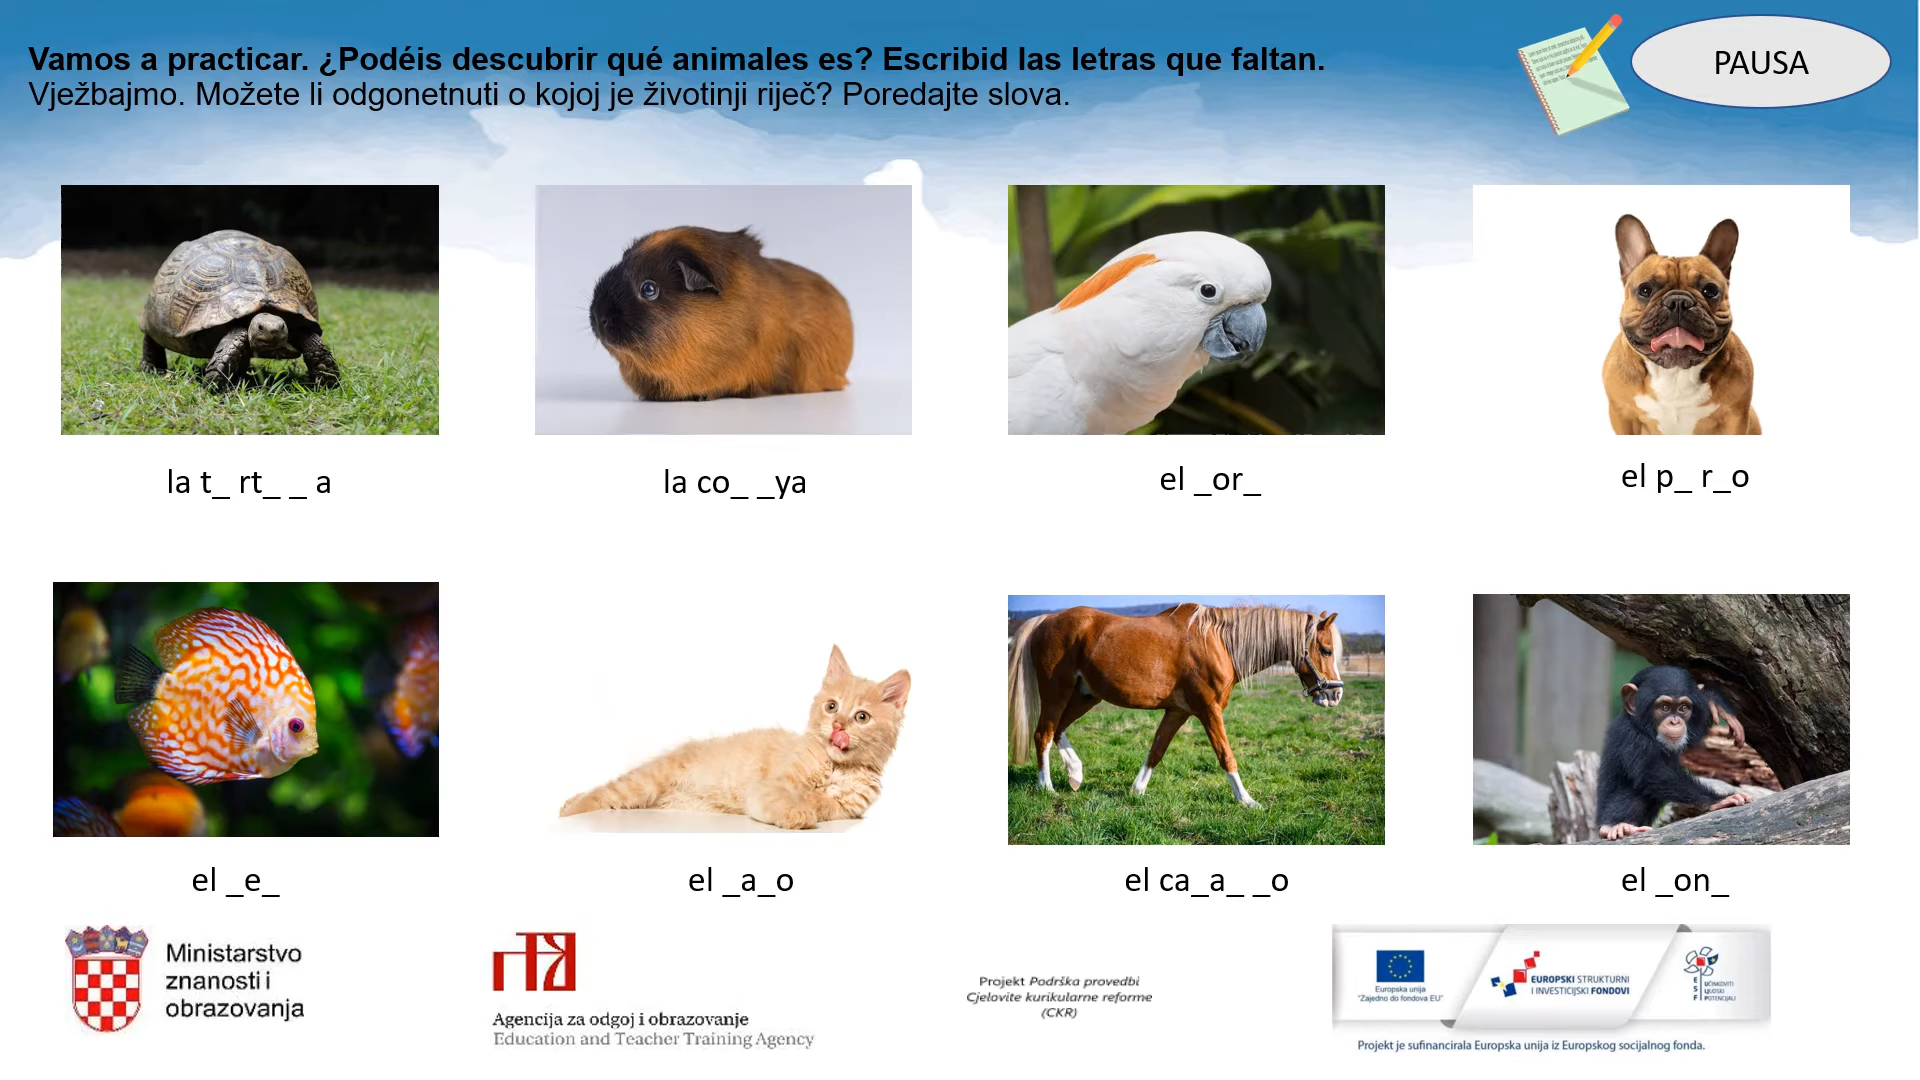 Vamos a practicar. ¿Podéis descubrir qué animales es? Escribid las letras que faltan.
Vježbajmo. Možete li odgonetnuti o kojoj je životinji riječ? Poredajte slova.
PAUSA
la t_ rt_ _ a
la co_ _ya
el _or_
el p_ r_o
el _e_
el _a_o
el ca_a_ _o
el _on_
Ministarstvo
znanosti i
obrazovanja
Agencija za odgoj i obrazovanje
Education and Teacher Training Agency
Projekt Podrška provedbi
Cjelovite kurikularne reforme
(CKR)
Europska unija
"Zajedno do fondova EU"
EUROPSKI STRUKTURNI
I INVESTICIJSKI FONDOVI
ESF
UČINKOVITI
LJUDSKI
POTENCIJALI
Projekt je sufinancirala Europska unija iz Europskog socijalnog fonda.